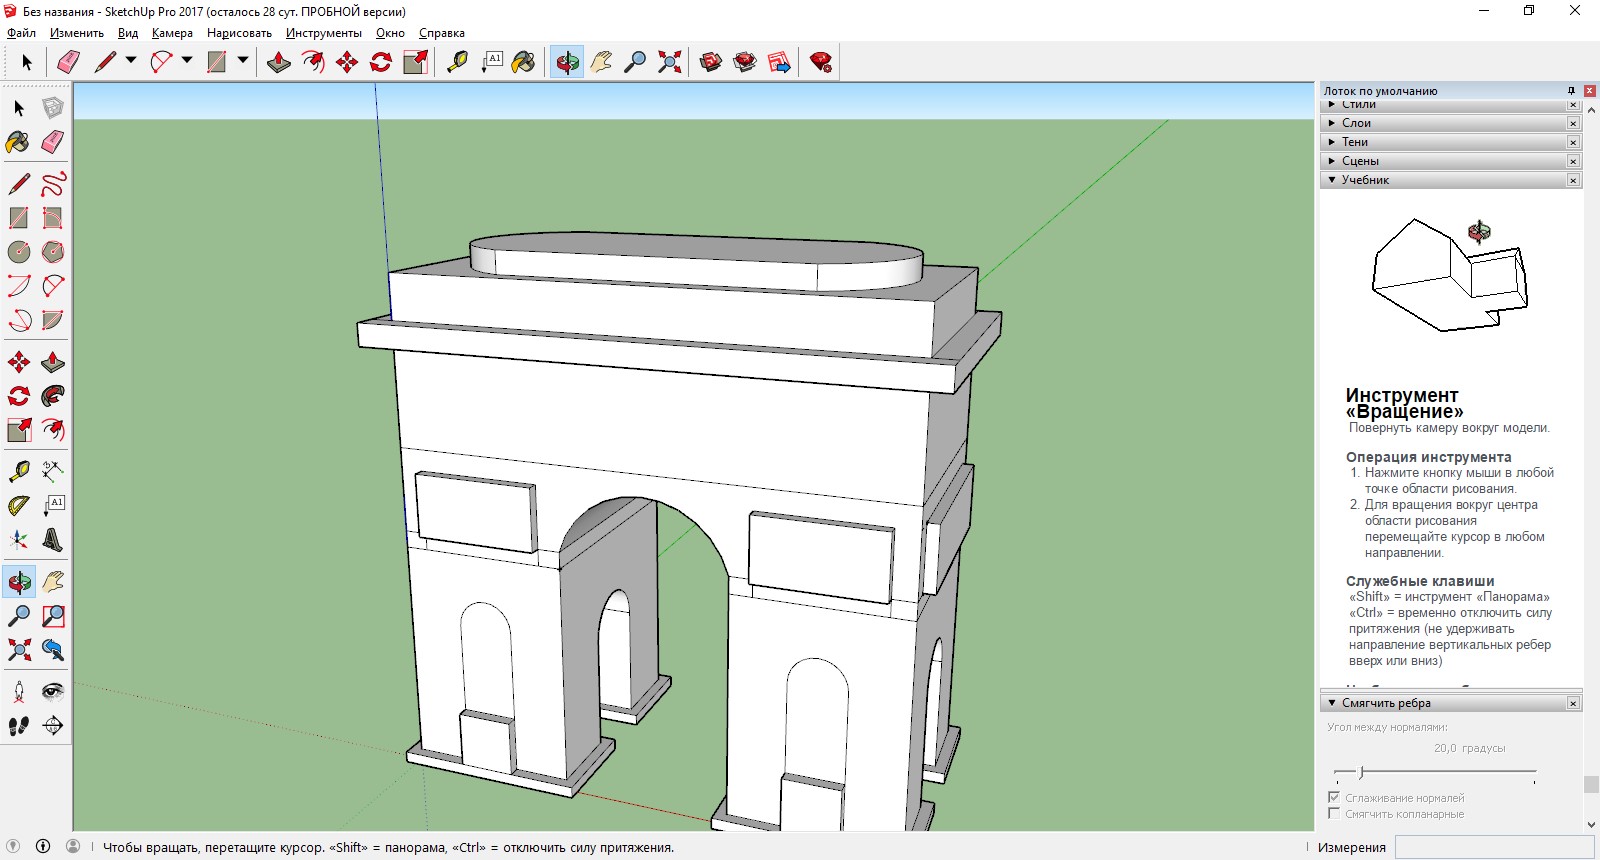 Без названия - SketchUp Pro 2017 (осталось 28 сут. ПРОБНОЙ версии)
Файл Изменить Вид Камера Нарисовать Инструменты Окно Справка
A1
Лоток по умолчанию
Стили
Слои
Тени
Сцены
Учебник
Инструмент
«Вращение»
Повернуть камеру вокруг модели.
Операция инструмента
1. Нажмите кнопку мыши в любой
точке области рисования.
2. Для вращения вокруг центра
области рисования
перемещайте курсор в любом
направлении.
Служебные клавиши
«Shift» = инструмент «Панорама»
«Ctrl» = временно отключить силу
притяжения (не удерживать
направление вертикальных ребер
вверх или вниз)
A1
Смягчить ребра
Угол между нормалями:
20,0 градусы
Сглаживание нормалей
Смягчить копланарные
Чтобы вращать, перетащите курсор. «Shift» = панорама, «Ctrl» = отключить силу притяжения.
Измерения